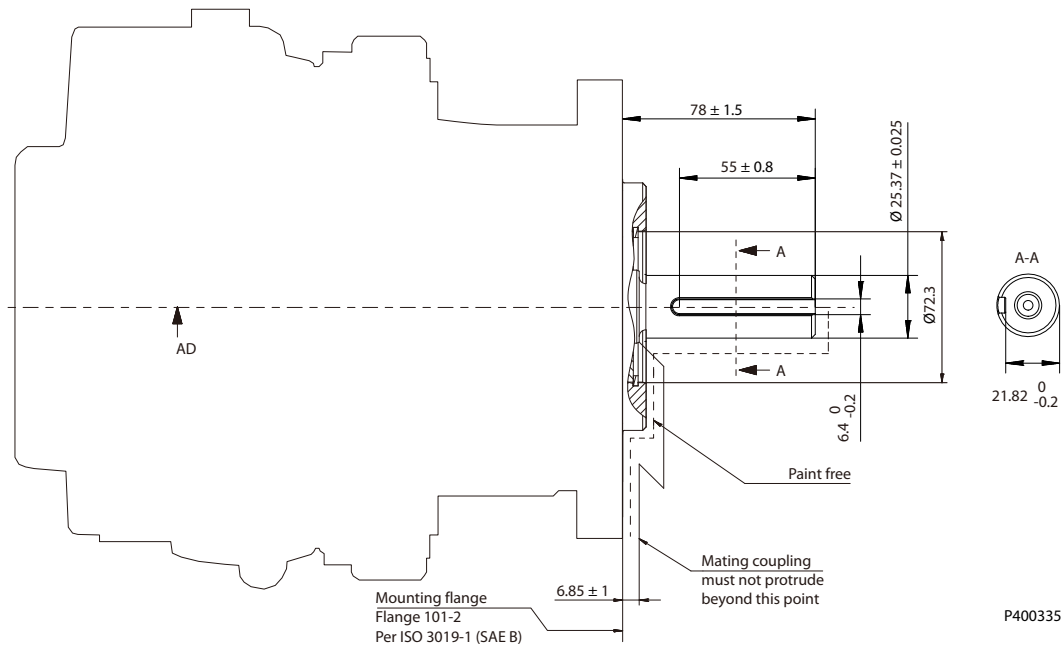 78 ± 1.5
55 ± 0.8
Ø 25.37 ± 0.025
Ø72.3
A
A
A-A
AD
21.82 0 -0.2
6.4 0 -0.2
Paint free
Mating coupling
must not protrude
beyond this point
6.85 ± 1
Mounting flange
Flange 101-2
Per ISO 3019-1 (SAE B)
P400335